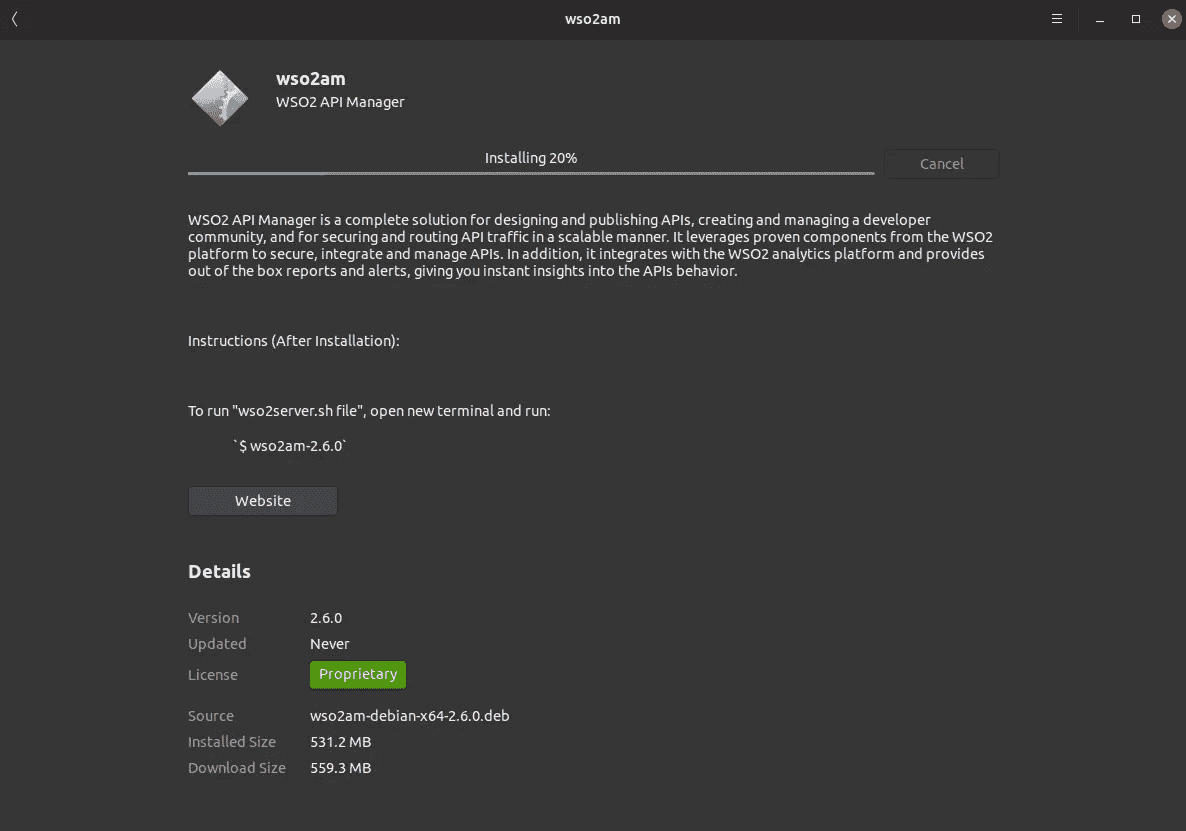 wso2am
wso2am
WSO2 API Manager
Installing 20%
Cancel
WSO2 API Manager is a complete solution for designing and publishing APIs, creating and managing a developer
community, and for securing and routing API traffic in a scalable manner. It leverages proven components from the WSO2
platform to secure, integrate and manage APIs. In addition, it integrates with the WSO2 analytics platform and provides
out of the box reports and alerts, giving you instant insights into the APIs behavior.
Instructions (After Installation):
To run "wso2server.sh file", open new terminal and run:
`$ wso2am-2.6.0`
Website
Details
Version 2.6.0
Updated Never
License Proprietary
Source wso2am-debian-x64-2.6.0.deb
Installed Size 531.2 MB
Download Size 559.3 MB